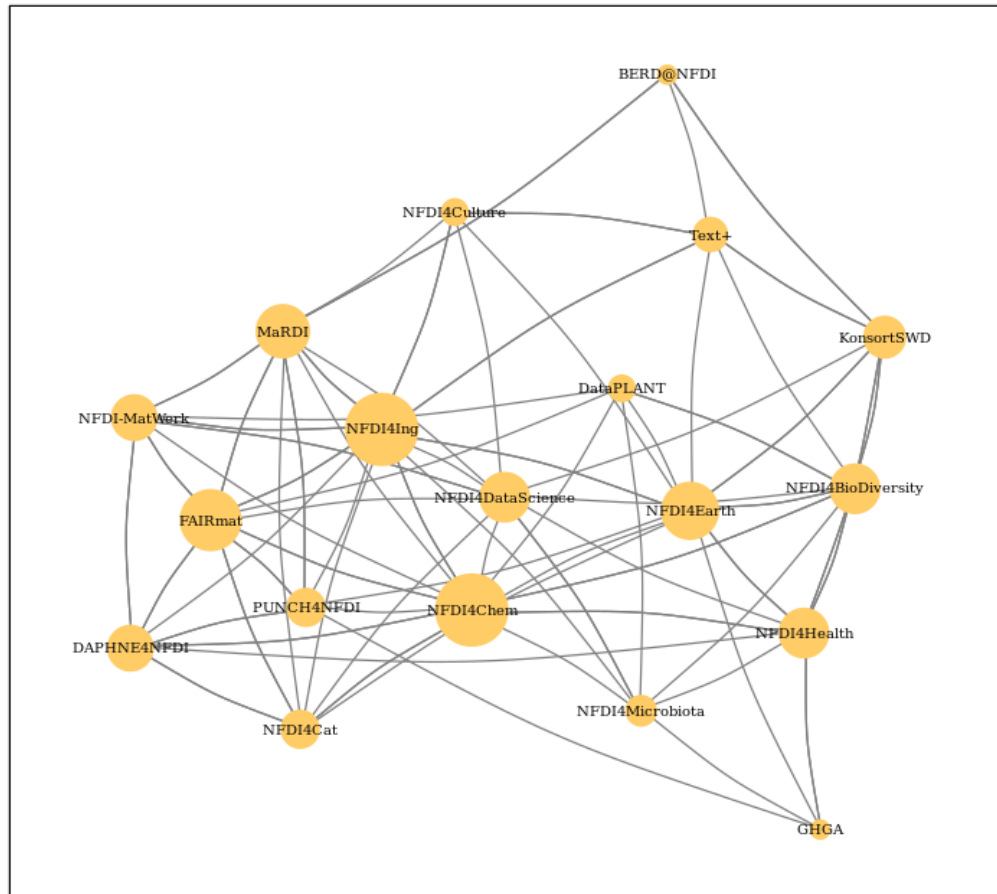 BERD@NFDI
NFDI4Culture
Text+
MaRDI
KonsortSWD
DataPLANT
NFDI-MatWerk
NFDI4Ing
NFDI4DataScience
NFDI4BioDiversity
FAIRmat
NFDI4Earth
PUNCH4NFDI
NFDI4Chem
NFDI4Health
DAPHNE4NFDI
NFDI4Microbiota
NFDI4Cat
GHGA